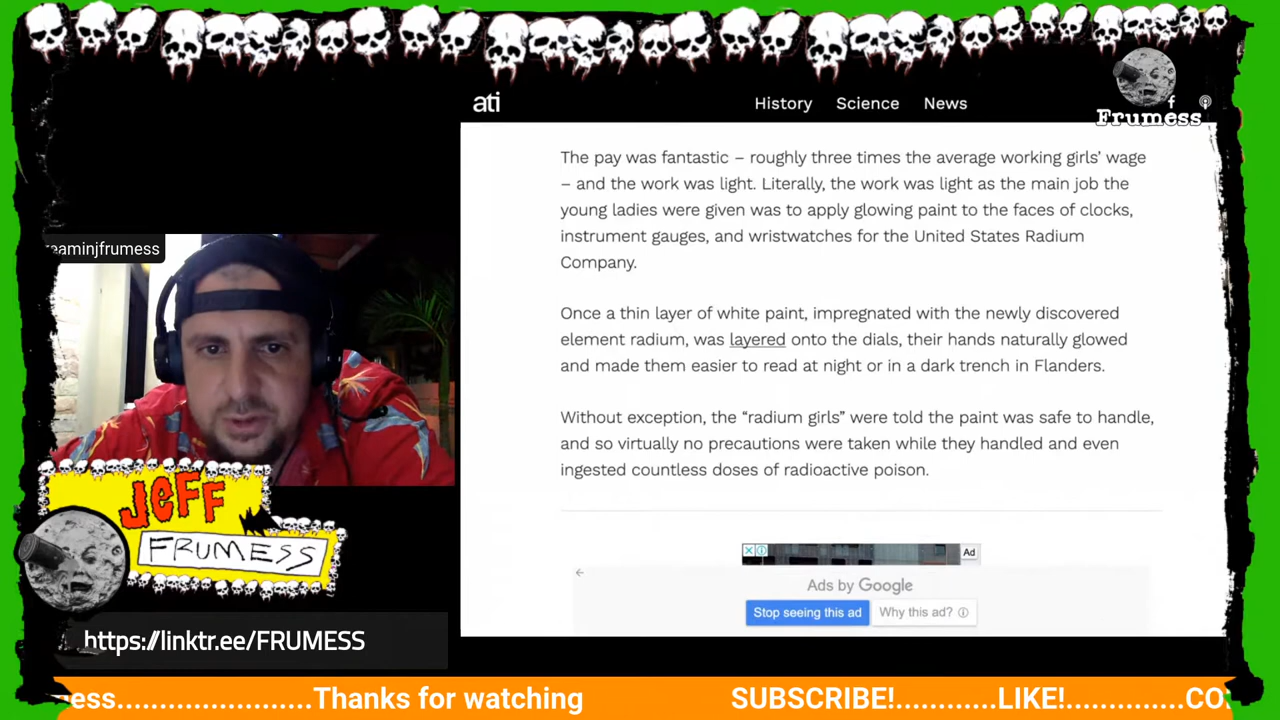 ati
History Science News
Frumess
The pay was fantastic – roughly three times the average working girls' wage
– and the work was light. Literally, the work was light as the main job the
young ladies were given was to apply glowing paint to the faces of clocks,
instrument gauges, and wristwatches for the United States Radium
Company.
Once a thin layer of white paint, impregnated with the newly discovered
element radium, was layered onto the dials, their hands naturally glowed
and made them easier to read at night or in a dark trench in Flanders.
Without exception, the “radium girls” were told the paint was safe to handle,
and so virtually no precautions were taken while they handled and even
ingested countless doses of radioactive poison.
Ad
Ads by Google
Stop seeing this ad
Why this ad?
eaminjfrumess
JEFF
FRUMESS
https://linktr.ee/FRUMESS
ess.......................Thanks for watching SUBSCRIBE!............LIKE!..............CO